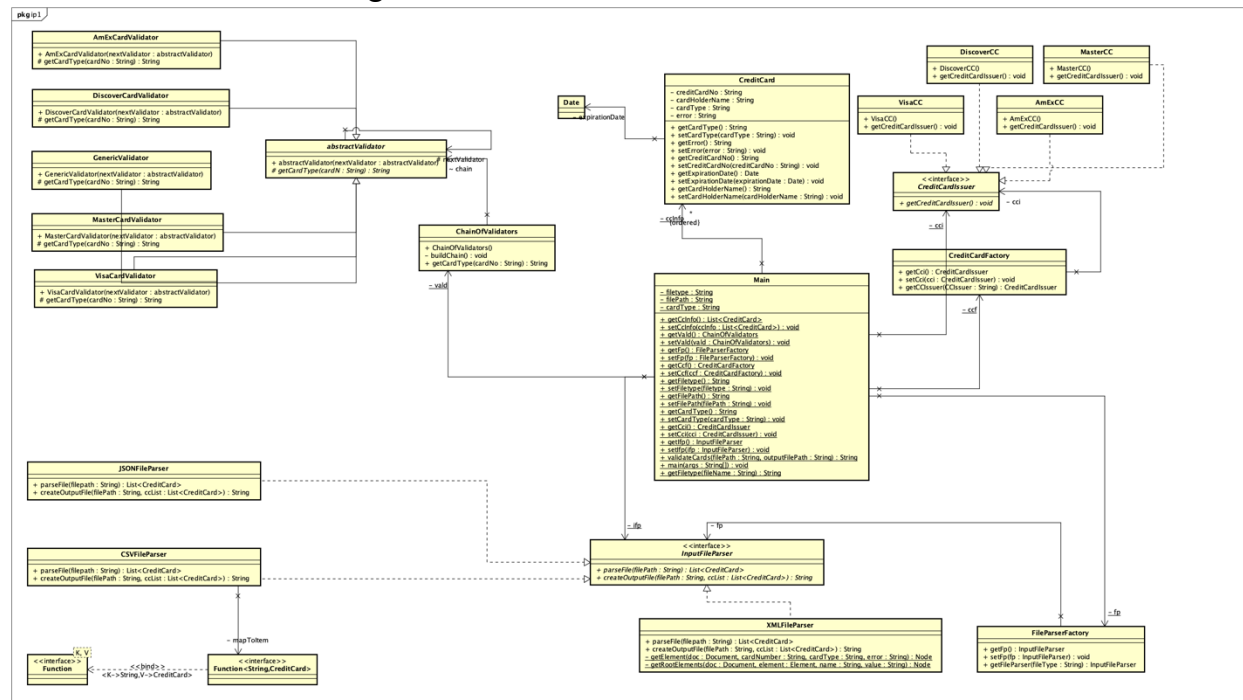 pkg ip1
AmExCardValidator
+ AmExCardValidator(nextValidator : abstractValidator)
# getCardType(cardNo : String) : String
DiscoverCardValidator
+ DiscoverCardValidator(nextValidator : abstractValidator)
# getCardType(cardNo : String) : String
GenericValidator
+ GenericValidator(nextValidator : abstractValidator)
# getCardType(cardNo : String) : String
MasterCardValidator
+ MasterCardValidator(nextValidator : abstractValidator)
# getCardType(cardNo : String) : String
VisaCardValidator
+ VisaCardValidator(nextValidator : abstractValidator)
# getCardType(cardNo : String) : String
abstractValidator
+ abstractValidator(nextValidator : abstractValidator)
# getCardType(cardN : String) : String
# nextValidator
- chain
ChainOfValidators
+ ChainOfValidators()
- buildChain() : void
+ getCardType(cardNo : String) : String
- vald
Date
- expirationDate
CreditCard
- creditCardNo : String
- cardHolderName : String
- cardType : String
- error : String
+ getCardType() : String
+ setCardType(cardType : String) : void
+ getError() : String
+ setError(error : String) : void
+ getCreditCardNo() : String
+ setCreditCardNo(creditCardNo : String) : void
+ getExpirationDate() : Date
+ setExpirationDate(expirationDate : Date) : void
+ getCardHolderName() : String
+ setCardHolderName(cardHolderName : String) : void
- ccInfo
*
{ordered}
DiscoverCC
+ DiscoverCC()
+ getCreditCardIssuer() : void
MasterCC
+ MasterCC()
+ getCreditCardIssuer() : void
VisaCC
+ VisaCC()
+ getCreditCardIssuer() : void
AmExCC
+ AmExCC()
+ getCreditCardIssuer() : void
<<interface>>
CreditCardIssuer
+ getCreditCardIssuer() : void
- cci
- cci
CreditCardFactory
+ getCci() : CreditCardIssuer
+ setCci(cci : CreditCardIssuer) : void
+ getCCIssuer(CCIssuer : String) : CreditCardIssuer
- ccf
Main
- filetype : String
- filePath : String
- cardType : String
+ getCcInfo() : List<CreditCard>
+ setCcInfo(ccInfo : List<CreditCard>) : void
+ getVald() : ChainOfValidators
+ setVald(vald : ChainOfValidators) : void
+ getFp() : FileParserFactory
+ setFp(fp : FileParserFactory) : void
+ getCcf() : CreditCardFactory
+ setCcf(ccf : CreditCardFactory) : void
+ getFiletype() : String
+ setFiletype(filetype : String) : void
+ getFilePath() : String
+ setFilePath(filePath : String) : void
+ getCardType() : String
+ setCardType(cardType : String) : void
+ getCci() : CreditCardIssuer
+ setCci(cci : CreditCardIssuer) : void
+ getIfp() : InputFileParser
+ setIfp(ifp : InputFileParser) : void
+ validateCards(filePath : String, outputFilePath : String) : String
+ main(args : String[]) : void
+ getFiletype(fileName : String) : String
JSONFileParser
+ parseFile(filepath : String) : List<CreditCard>
+ createOutputFile(filePath : String, ccList : List<CreditCard>) : String
CSVFileParser
+ parseFile(filepath : String) : List<CreditCard>
+ createOutputFile(filePath : String, ccList : List<CreditCard>) : String
- ifp
- fp
<<interface>>
InputFileParser
+ parseFile(filePath : String) : List<CreditCard>
+ createOutputFile(filePath : String, ccList : List<CreditCard>) : String
- mapToItem
K, V
<<interface>>
Function
<<bind>>
<K->String,V->CreditCard>
<<interface>>
Function<String,CreditCard>
XMLFileParser
+ parseFile(filepath : String) : List<CreditCard>
+ createOutputFile(filePath : String, ccList : List<CreditCard>) : String
- getElement(doc : Document, cardNumber : String, cardType : String, error : String) : Node
- getRootElements(doc : Document, element : Element, name : String, value : String) : Node
- fp
FileParserFactory
+ getFp() : InputFileParser
+ setFp(fp : InputFileParser) : void
+ getFileParser(fileType : String) : InputFileParser